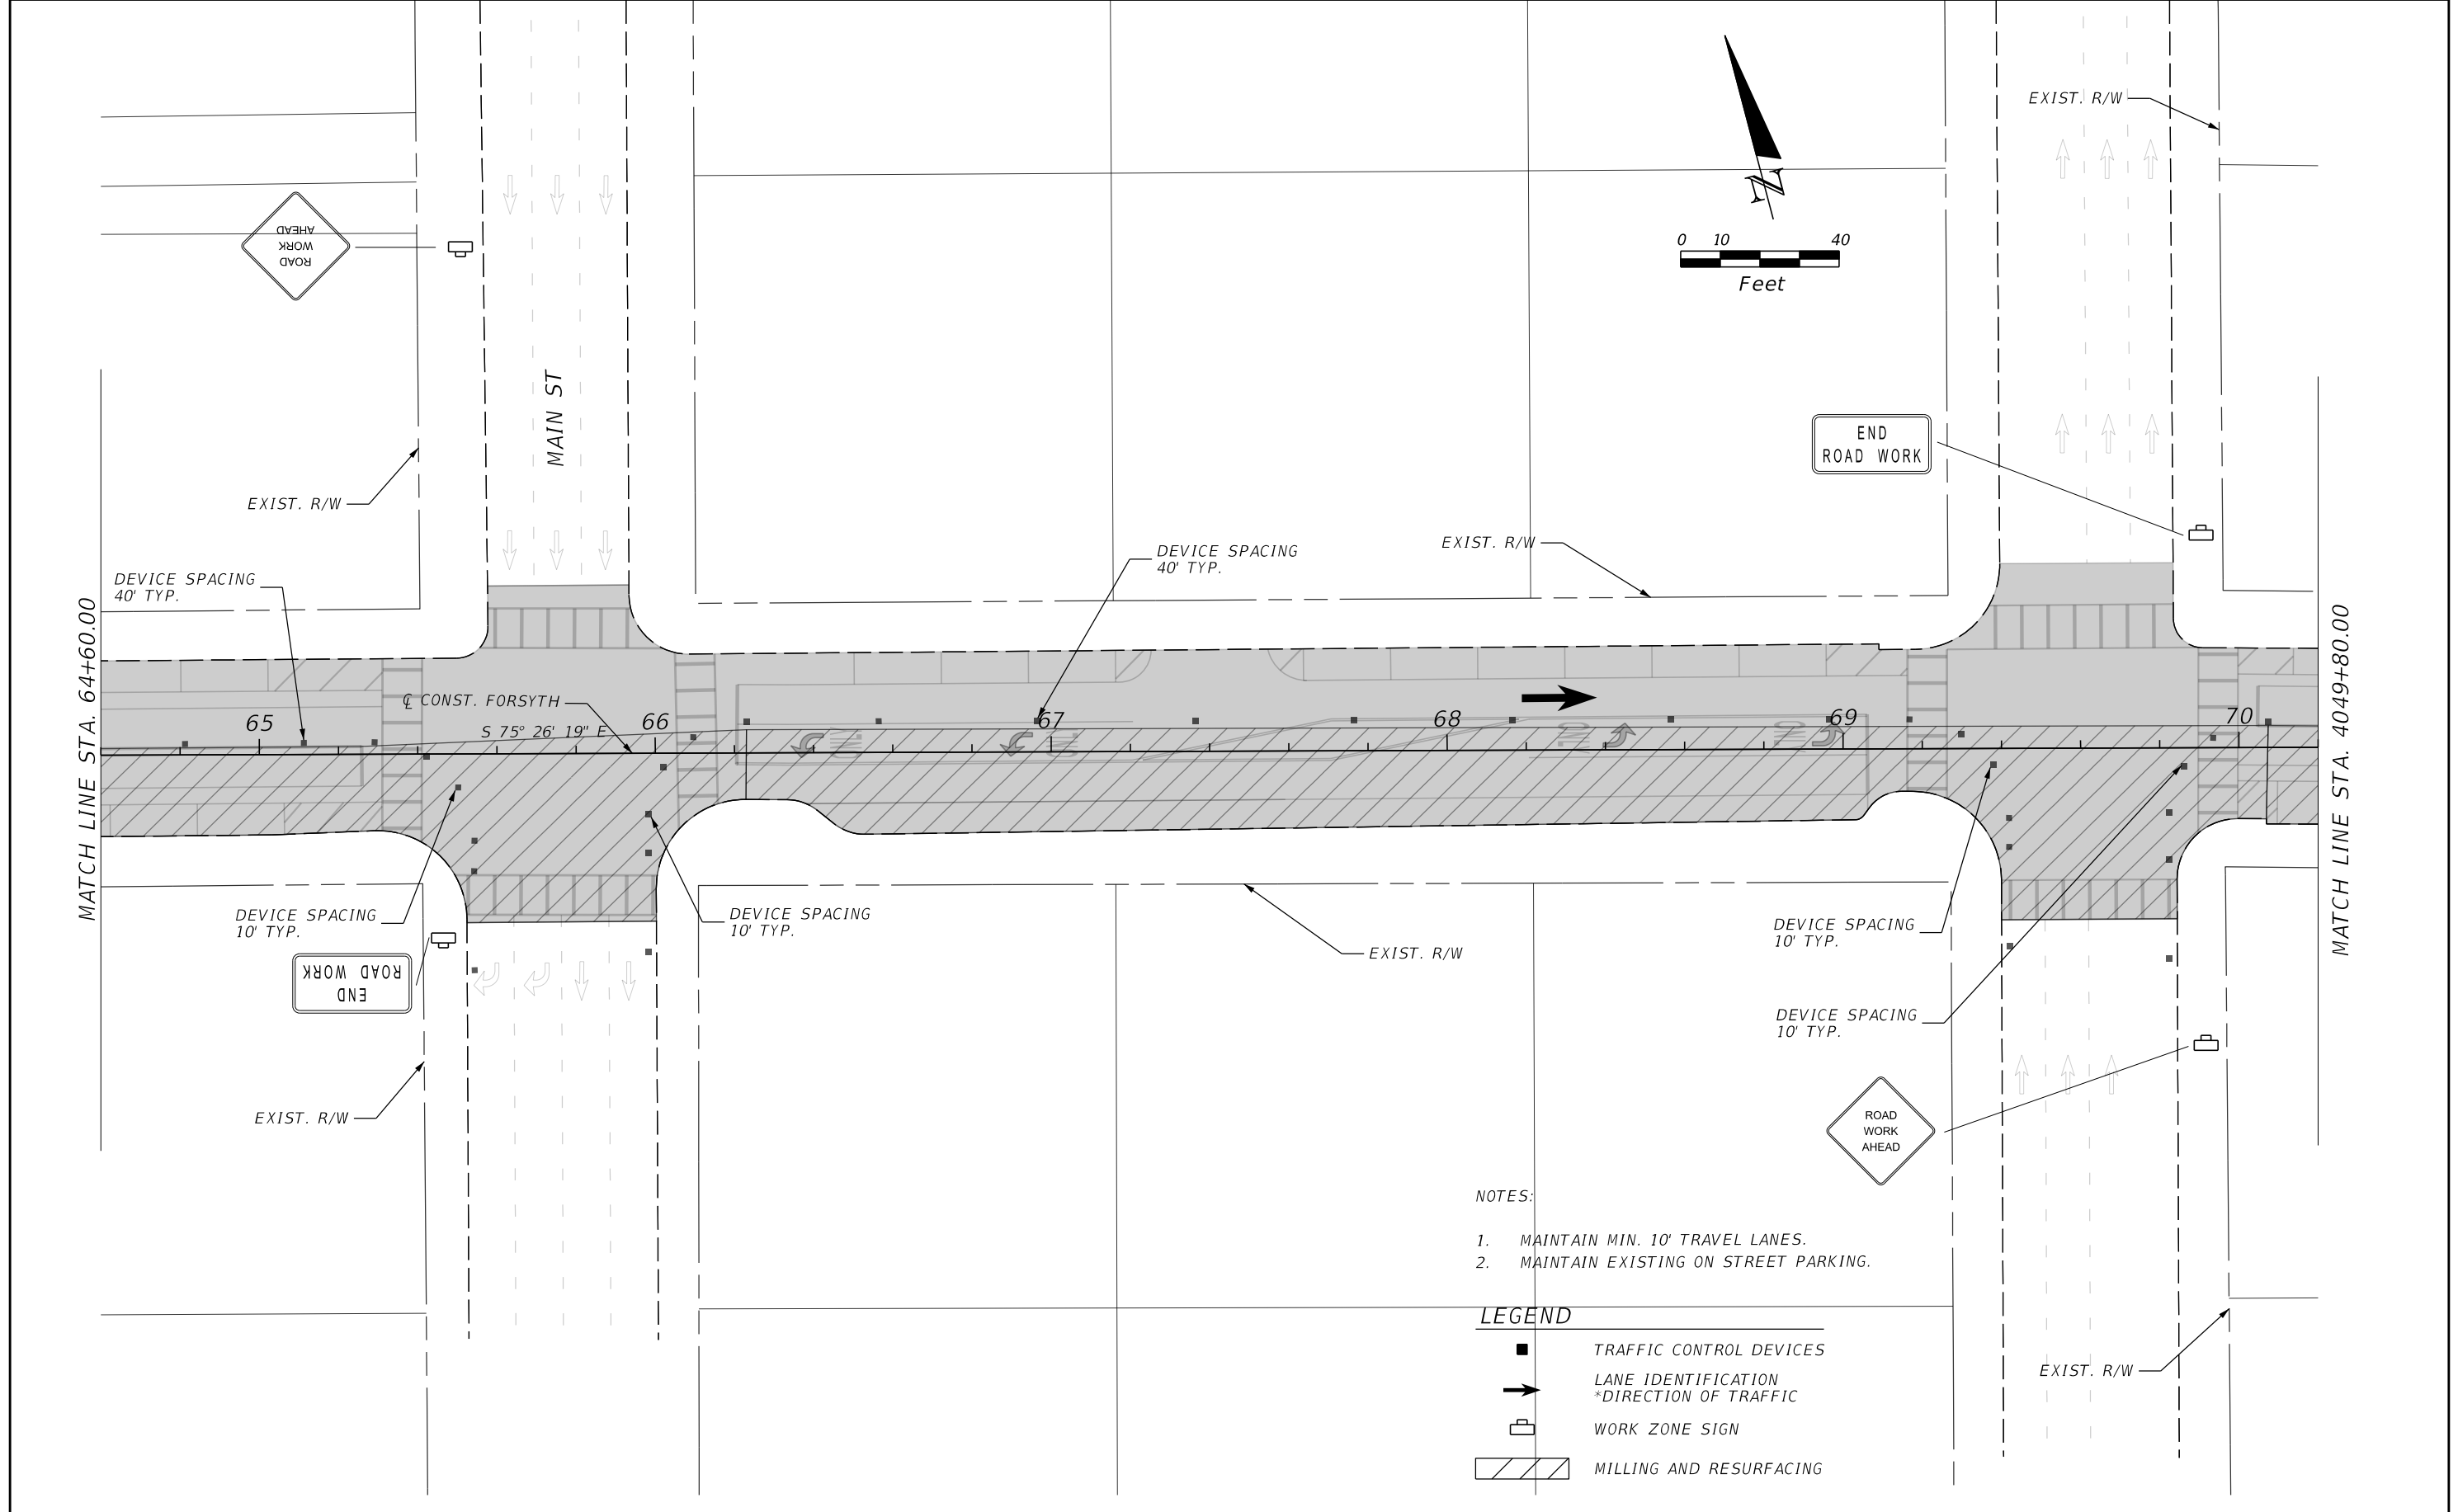 EXIST. R/W
AHEAD
WORK
ROAD
N
0 10 40
Feet
MAIN ST
END
ROAD WORK
EXIST. R/W
DEVICE SPACING
40' TYP.
EXIST. R/W
DEVICE SPACING
40' TYP.
MATCH LINE STA. 64+60.00
MATCH LINE STA. 4049+80.00
℄ CONST. FORSYTH
S 75° 26' 19" E
65
66
67
68
69
70
DEVICE SPACING
10' TYP.
DEVICE SPACING
10' TYP.
DEVICE SPACING
10' TYP.
EXIST. R/W
ROAD WORK
END
DEVICE SPACING
10' TYP.
EXIST. R/W
ROAD
WORK
AHEAD
NOTES:
1. MAINTAIN MIN. 10' TRAVEL LANES.
2. MAINTAIN EXISTING ON STREET PARKING.
LEGEND
TRAFFIC CONTROL DEVICES
LANE IDENTIFICATION
*DIRECTION OF TRAFFIC
WORK ZONE SIGN
MILLING AND RESURFACING
EXIST. R/W